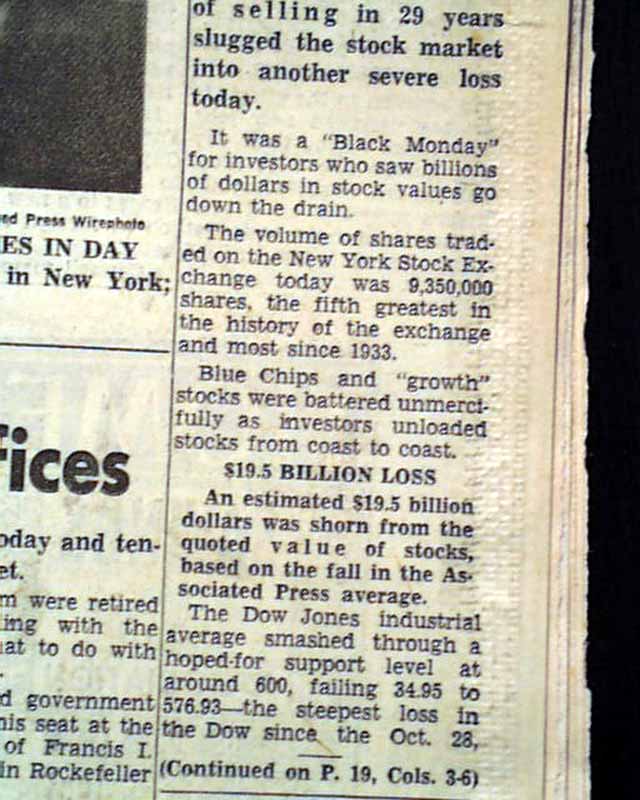 of selling in 29 years
slugged the stock market
into another severe loss
today.
It was a "Black Monday"
for investors who saw billions
of dollars in stock values go
down the drain.
The volume of shares trad-
ed on the New York Stock Ex-
change today was 9,350,000
shares, the fifth greatest in
the history of the exchange
and most since 1933.
Blue Chips and "growth"
stocks were battered unmerci-
fully as investors unloaded
stocks from coast to coast.
$19.5 BILLION LOSS
An estimated $19.5 billion
dollars was shorn from the
quoted value of stocks,
based on the fall in the As-
sociated Press average.
The Dow Jones industrial
average smashed through a
hoped-for support level at
around 600, falling 34.95 to
576.93—the steepest loss in
the Dow since the Oct. 28,
(Continued on P. 19, Cols. 3-6)
ed Press Wirephoto
ES IN DAY
in New York;
fices
oday and ten-
et.
m were retired
ing with the
at to do with
d government
his seat at the
of Francis I.
in Rockefeller